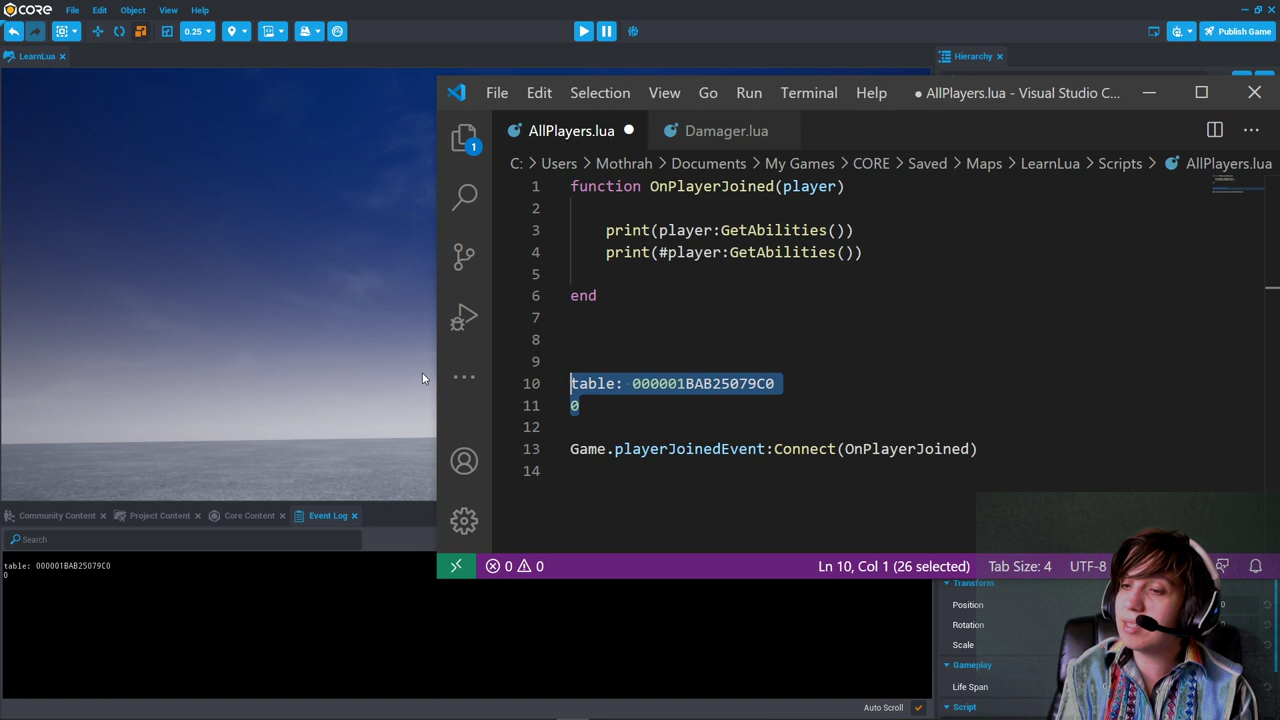 CORE File Edit Object View Help
0.25 Publish Game
LearnLua Hierarchy
File Edit Selection View Go Run Terminal Help ● AllPlayers.lua - Visual Studio C...
AllPlayers.lua Damager.lua
C: > Users > Mothrah > Documents > My Games > CORE > Saved > Maps > LearnLua > Scripts > AllPlayers.lua
1
1 function OnPlayerJoined(player)
2
3 print(player:GetAbilities())
4 print(#player:GetAbilities())
5
6 end
7
8
9
10 table: 000001BAB25079C0
11 0
12
13 Game.playerJoinedEvent:Connect(OnPlayerJoined)
14
Community Content Project Content Core Content Event Log
Search
table: 000001BAB25079C0
0
0 0 Ln 10, Col 1 (26 selected) Tab Size: 4 UTF-8
Transform
Position 0
Rotation 0
Scale
Gameplay
Life Span
Script
Auto Scroll